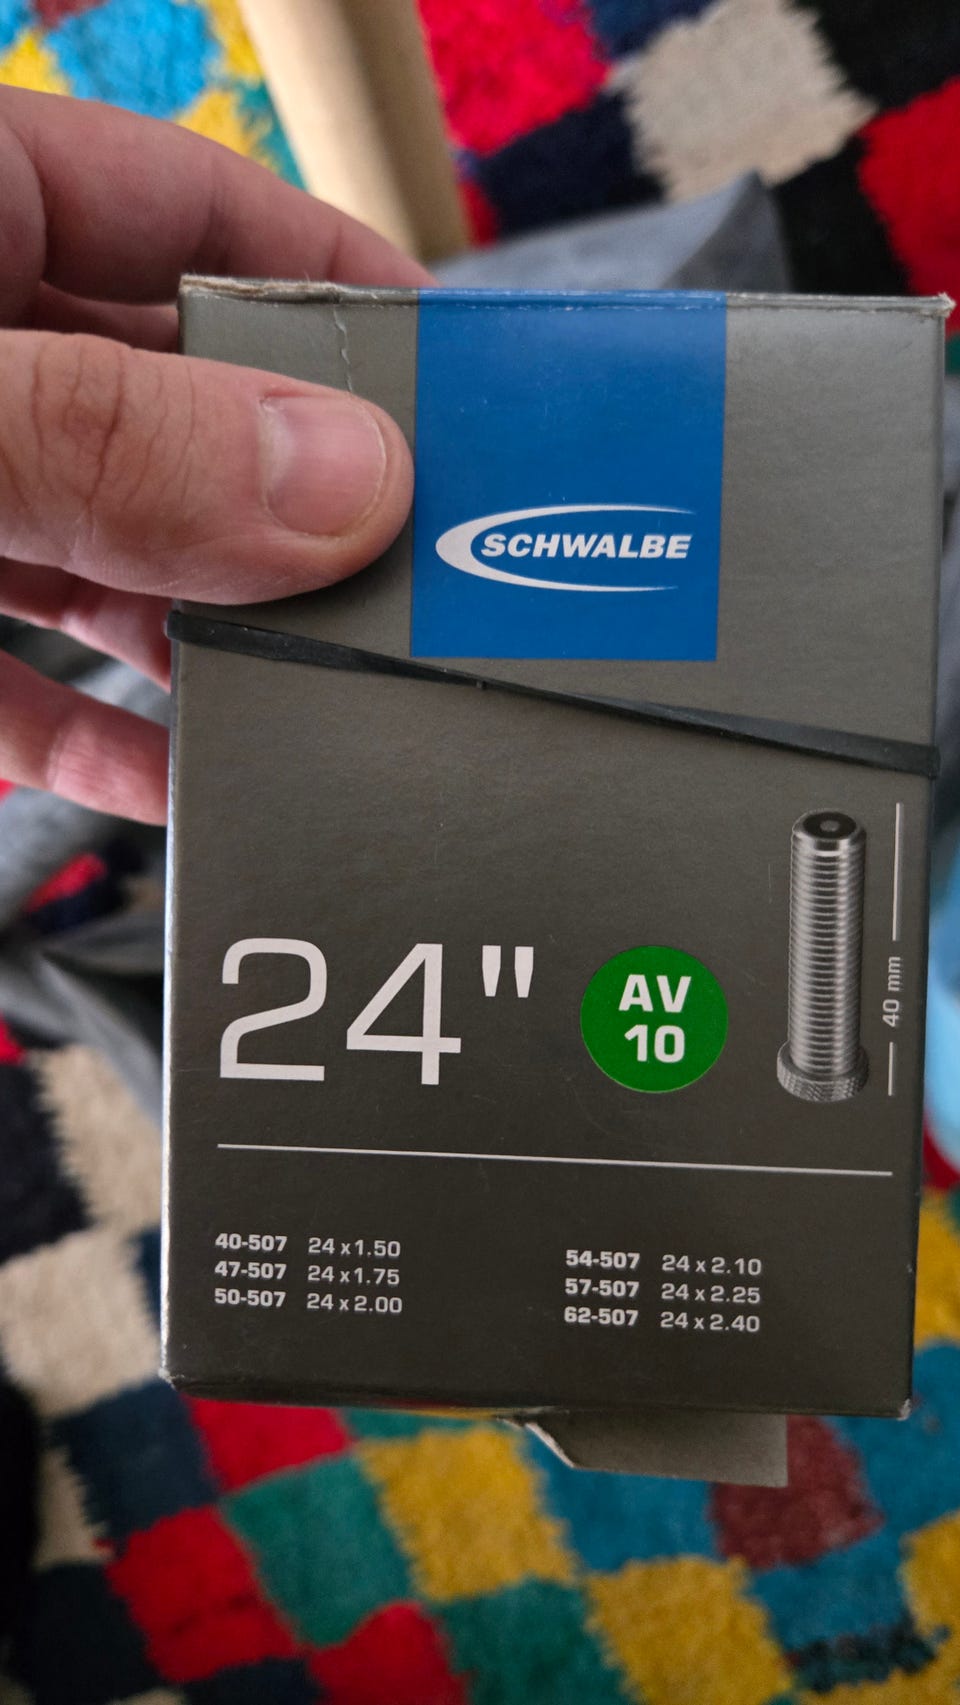 SCHWALBE
24"
AV
10
40 mm
40-507 24 x 1.50
47-507 24 x 1.75
50-507 24 x 2.00
54-507 24 x 2.10
57-507 24 x 2.25
62-507 24 x 2.40